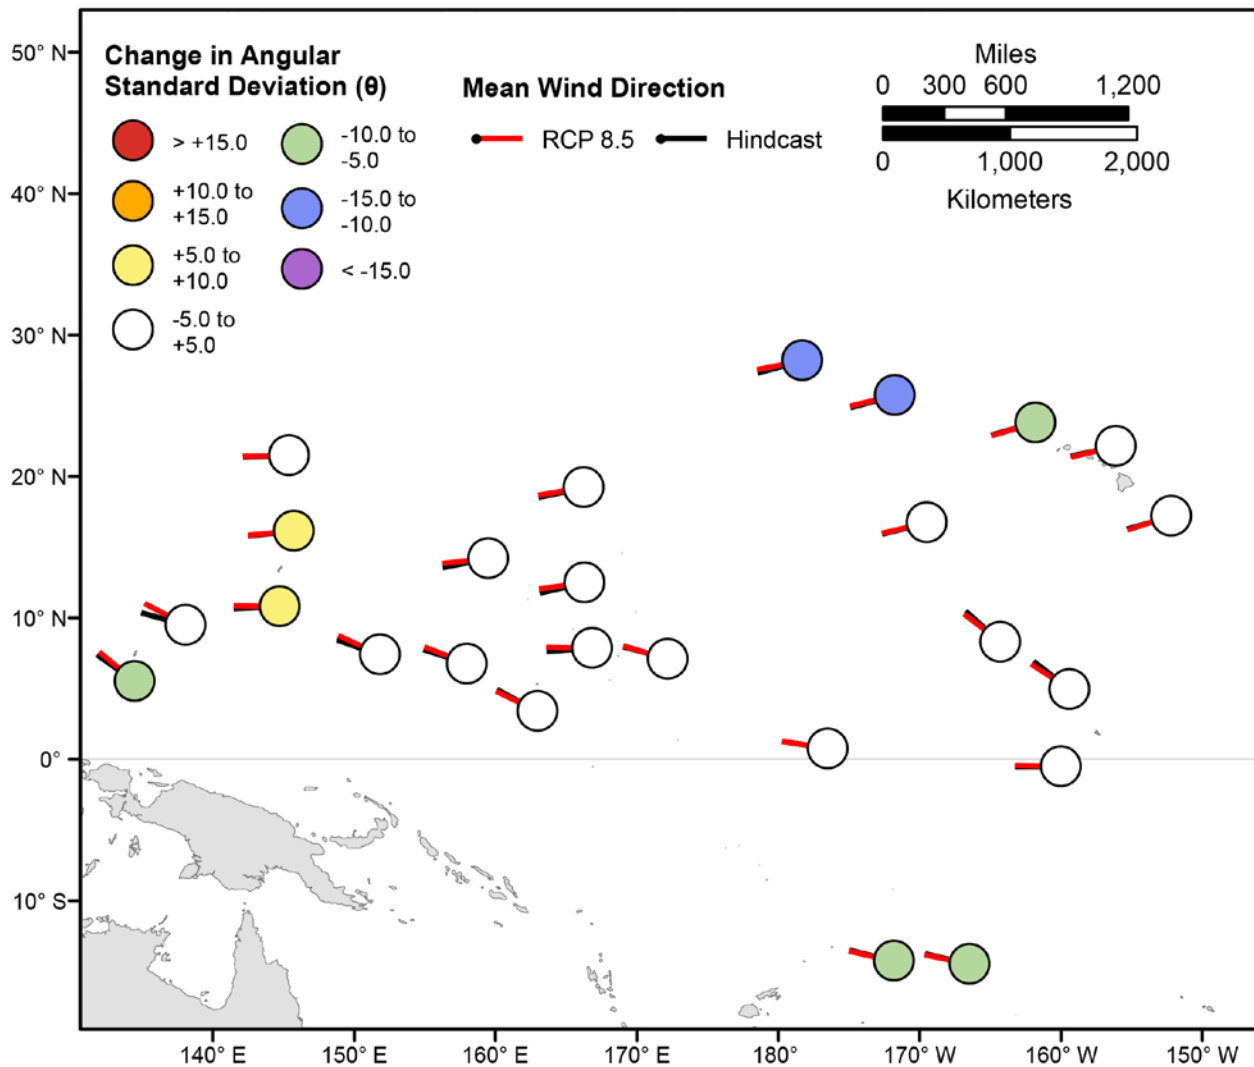 Change in Angular
Standard Deviation (θ)
> +15.0
+10.0 to
+15.0
+5.0 to
+10.0
-5.0 to
+5.0
-10.0 to
-5.0
-15.0 to
-10.0
< -15.0
Mean Wind Direction
RCP 8.5
Hindcast
Miles
0 300 600 1,200
0 1,000 2,000
Kilometers
50° N
40° N
30° N
20° N
10° N
0°
10° S
140° E 150° E 160° E 170° E 180° 170° W 160° W 150° W